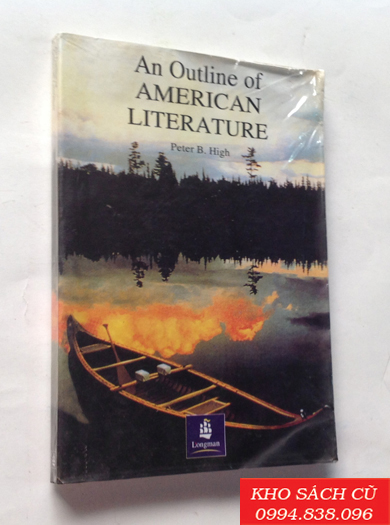 An Outline of
AMERICAN
LITERATURE
Peter B. High
Longman
KHO SÁCH CŨ
0994.838.096